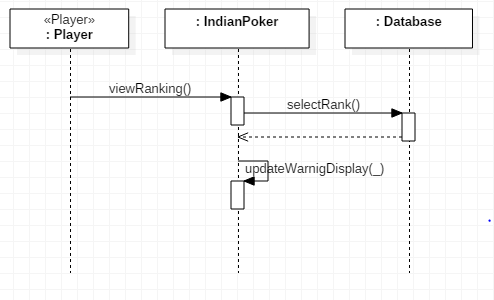 «Player»
: Player
: IndianPoker
: Database
viewRanking()
selectRank()
updateWarnigDisplay(_)